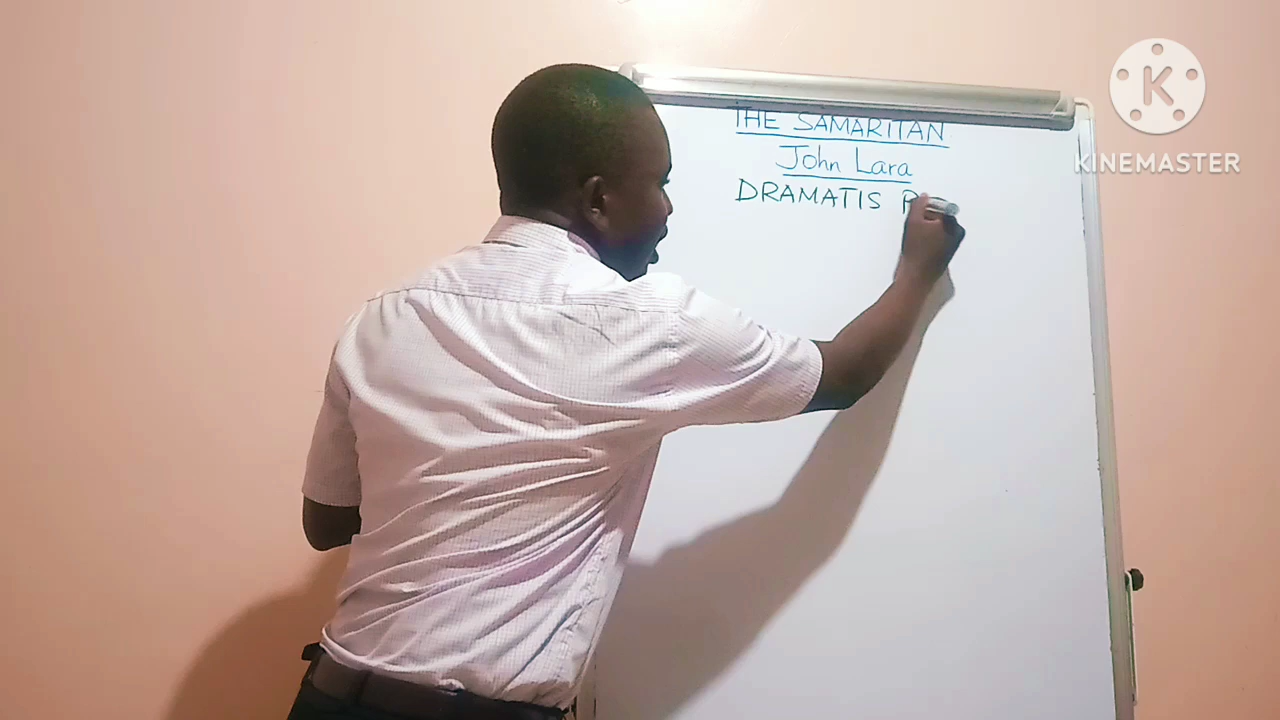 THE SAMARITAN
John Lara
DRAMATIS P
K
KINEMASTER